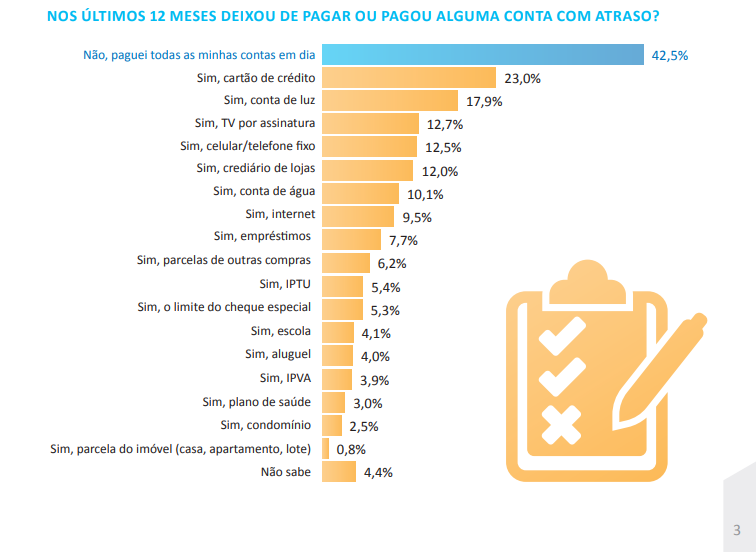 NOS ÚLTIMOS 12 MESES DEIXOU DE PAGAR OU PAGOU ALGUMA CONTA COM ATRASO?
Não, paguei todas as minhas contas em dia 42,5%
Sim, cartão de crédito 23,0%
Sim, conta de luz 17,9%
Sim, TV por assinatura 12,7%
Sim, celular/telefone fixo 12,5%
Sim, crediário de lojas 12,0%
Sim, conta de água 10,1%
Sim, internet 9,5%
Sim, empréstimos 7,7%
Sim, parcelas de outras compras 6,2%
Sim, IPTU 5,4%
Sim, o limite do cheque especial 5,3%
Sim, escola 4,1%
Sim, aluguel 4,0%
Sim, IPVA 3,9%
Sim, plano de saúde 3,0%
Sim, condomínio 2,5%
Sim, parcela do imóvel (casa, apartamento, lote) 0,8%
Não sabe 4,4%
3